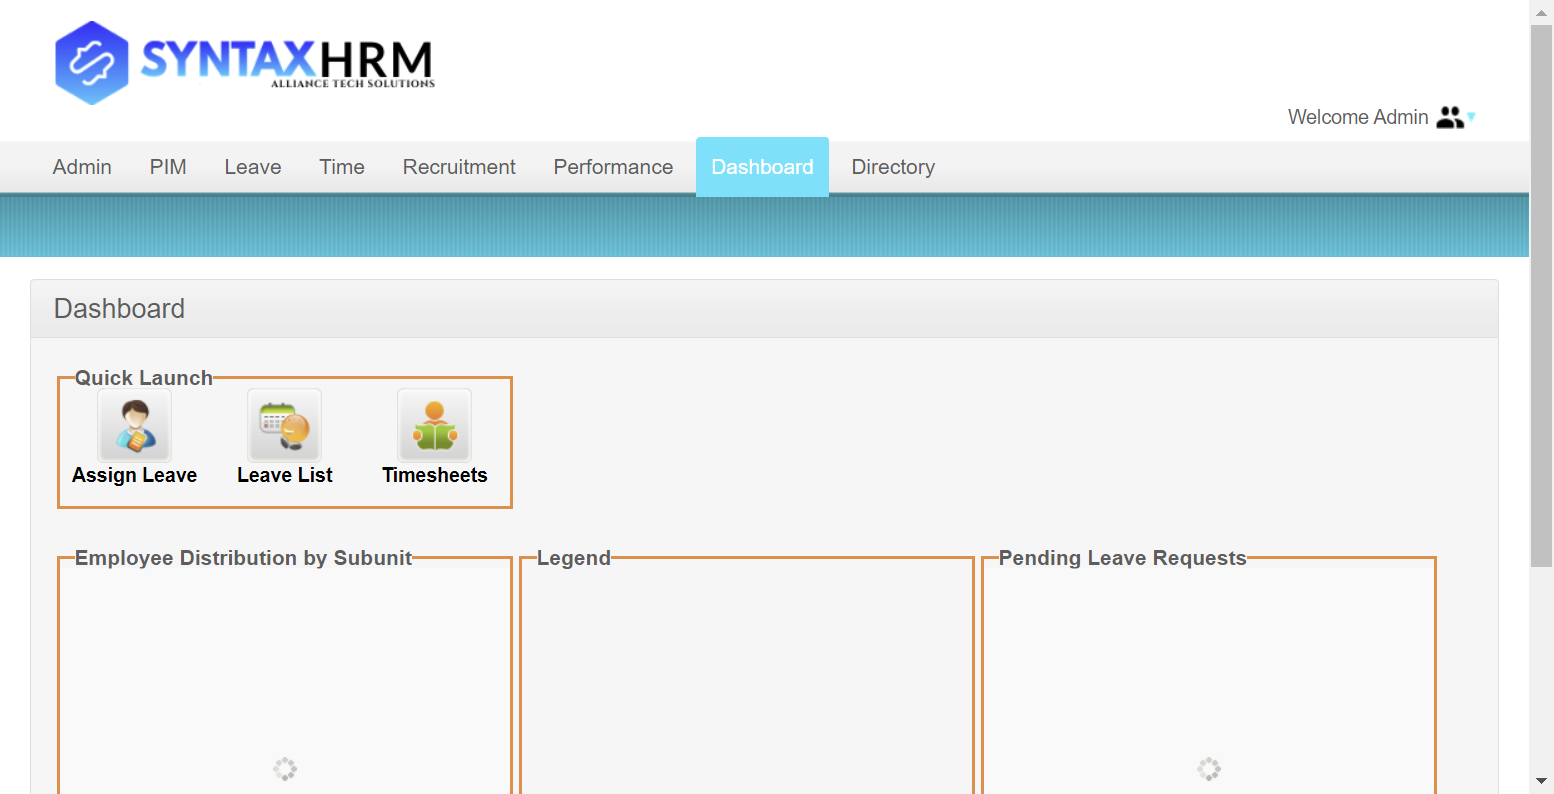 SYNTAXHRM
ALLIANCE TECH SOLUTIONS
Welcome Admin
Admin PIM Leave Time Recruitment Performance Dashboard Directory
Dashboard
Quick Launch
Assign Leave Leave List Timesheets
Employee Distribution by Subunit Legend Pending Leave Requests